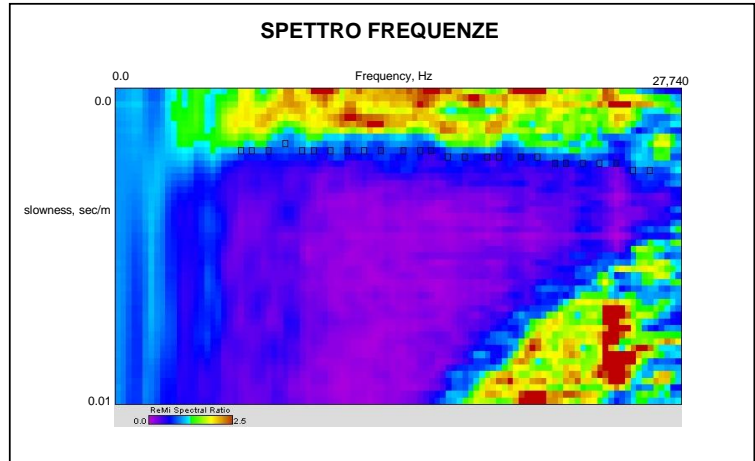 SPETTRO FREQUENZE
0.0 Frequency, Hz 27,740
0.0
slowness, sec/m
0.01
ReMi Spectral Ratio
0.0 2.5